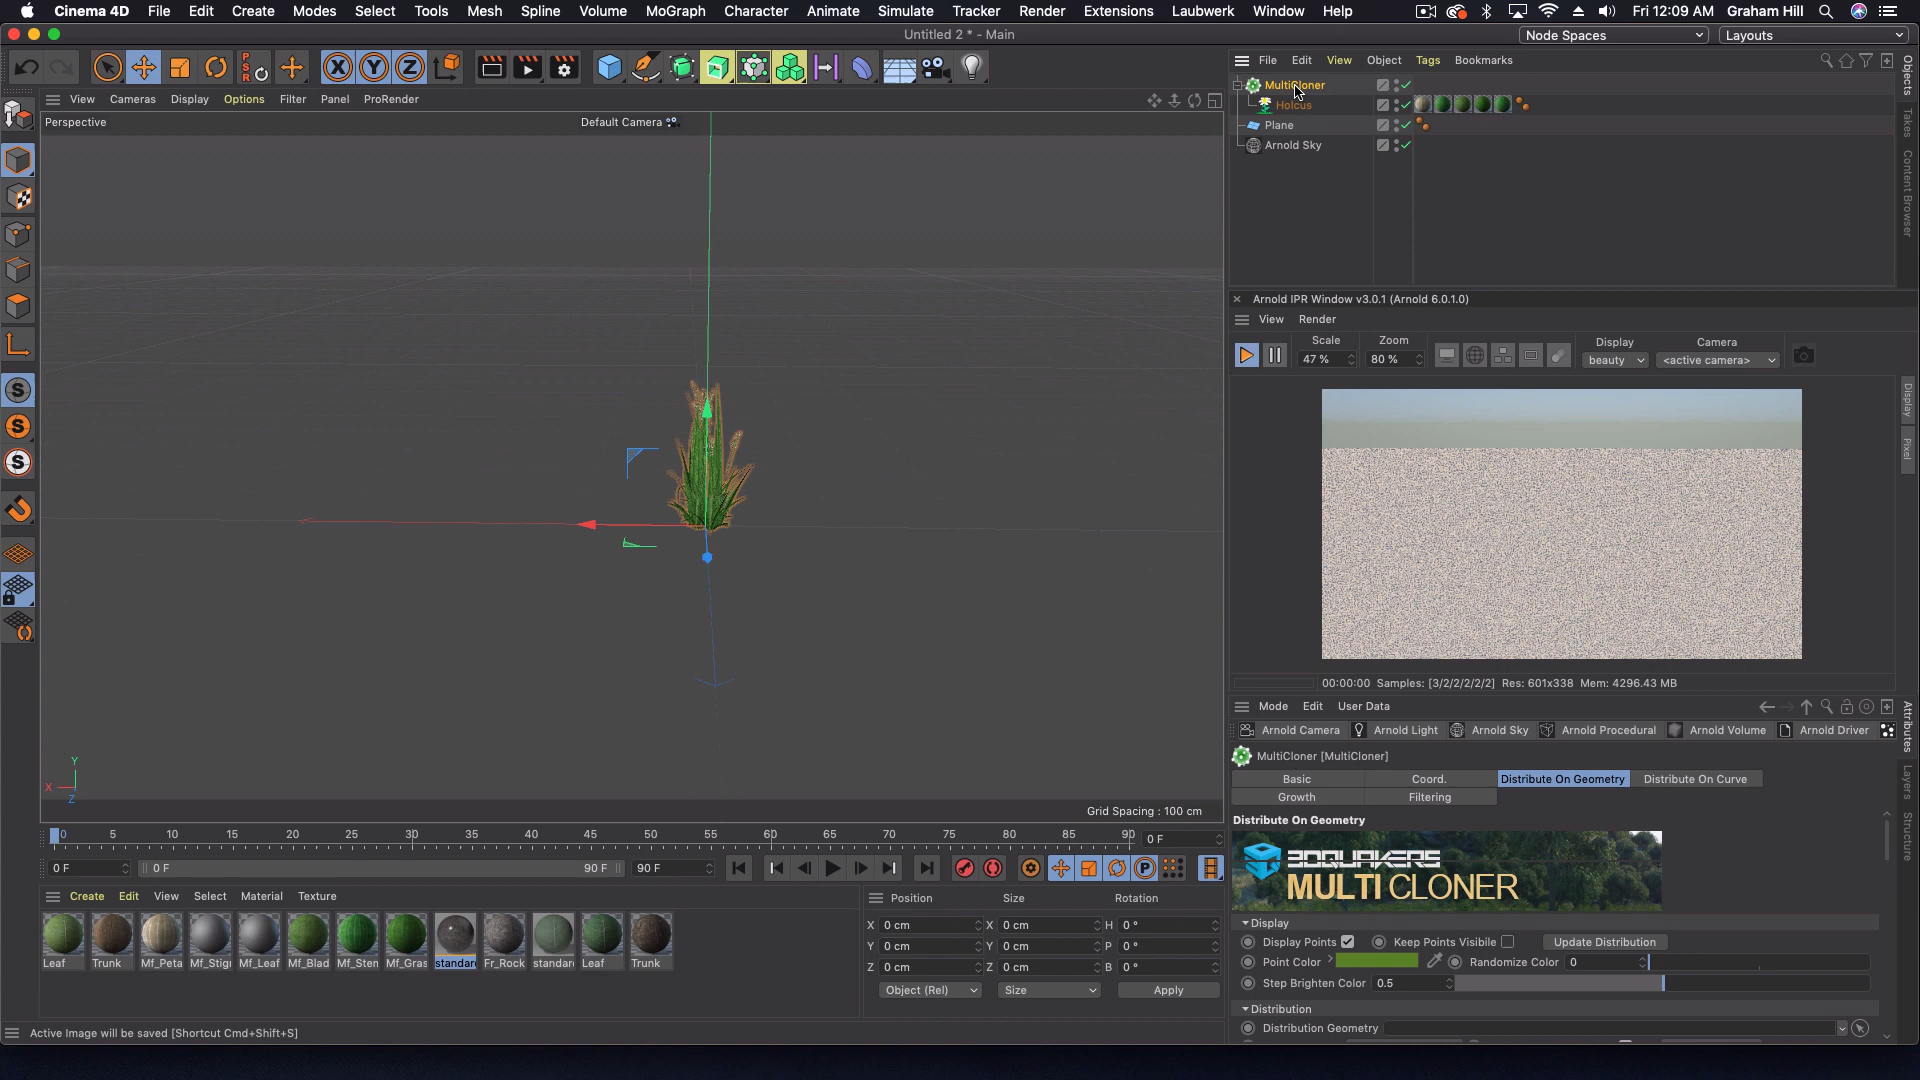 Cinema 4D File Edit Create Modes Select Tools Mesh Spline Volume MoGraph Character Animate Simulate Tracker Render Extensions Laubwerk Window Help Fri 12:09 AM Graham Hill
Untitled 2 * - Main
Node Spaces
Layouts
View Cameras Display Options Filter Panel ProRender
Perspective
Default Camera
Grid Spacing : 100 cm
X
Y
Z
PSR
Y
X
Z
File Edit View Object Tags Bookmarks
MultiCloner
Holcus
Plane
Arnold Sky
Objects
Takes
Content Browser
Arnold IPR Window v3.0.1 (Arnold 6.0.1.0)
View Render
Scale
47 %
Zoom
80 %
Display
beauty
Camera
<active camera>
Display
Pixel
00:00:00 Samples: [3/2/2/2/2/2] Res: 601x338 Mem: 4296.43 MB
Mode Edit User Data
Arnold Camera Arnold Light Arnold Sky Arnold Procedural Arnold Volume Arnold Driver
MultiCloner [MultiCloner]
Basic Coord. Distribute On Geometry Distribute On Curve
Growth Filtering
Distribute On Geometry
3DQUAKERS
MULTI CLONER
Display
Display Points Keep Points Visibile Update Distribution
Point Color Randomize Color 0
Step Brighten Color 0.5
Distribution
Distribution Geometry
Attributes
Layers
Structure
0 5 10 15 20 25 30 35 40 45 50 55 60 65 70 75 80 85 90 0 F
0 F 0 F 90 F 90 F
Create Edit View Select Material Texture
Leaf Trunk Mf_Peta Mf_Stig Mf_Leaf Mf_Blad Mf_Sten Mf_Gras standard Fr_Rock standard Leaf Trunk
Position Size Rotation
X 0 cm X 0 cm H 0 °
Y 0 cm Y 0 cm P 0 °
Z 0 cm Z 0 cm B 0 °
Object (Rel) Size Apply
Active Image will be saved [Shortcut Cmd+Shift+S]